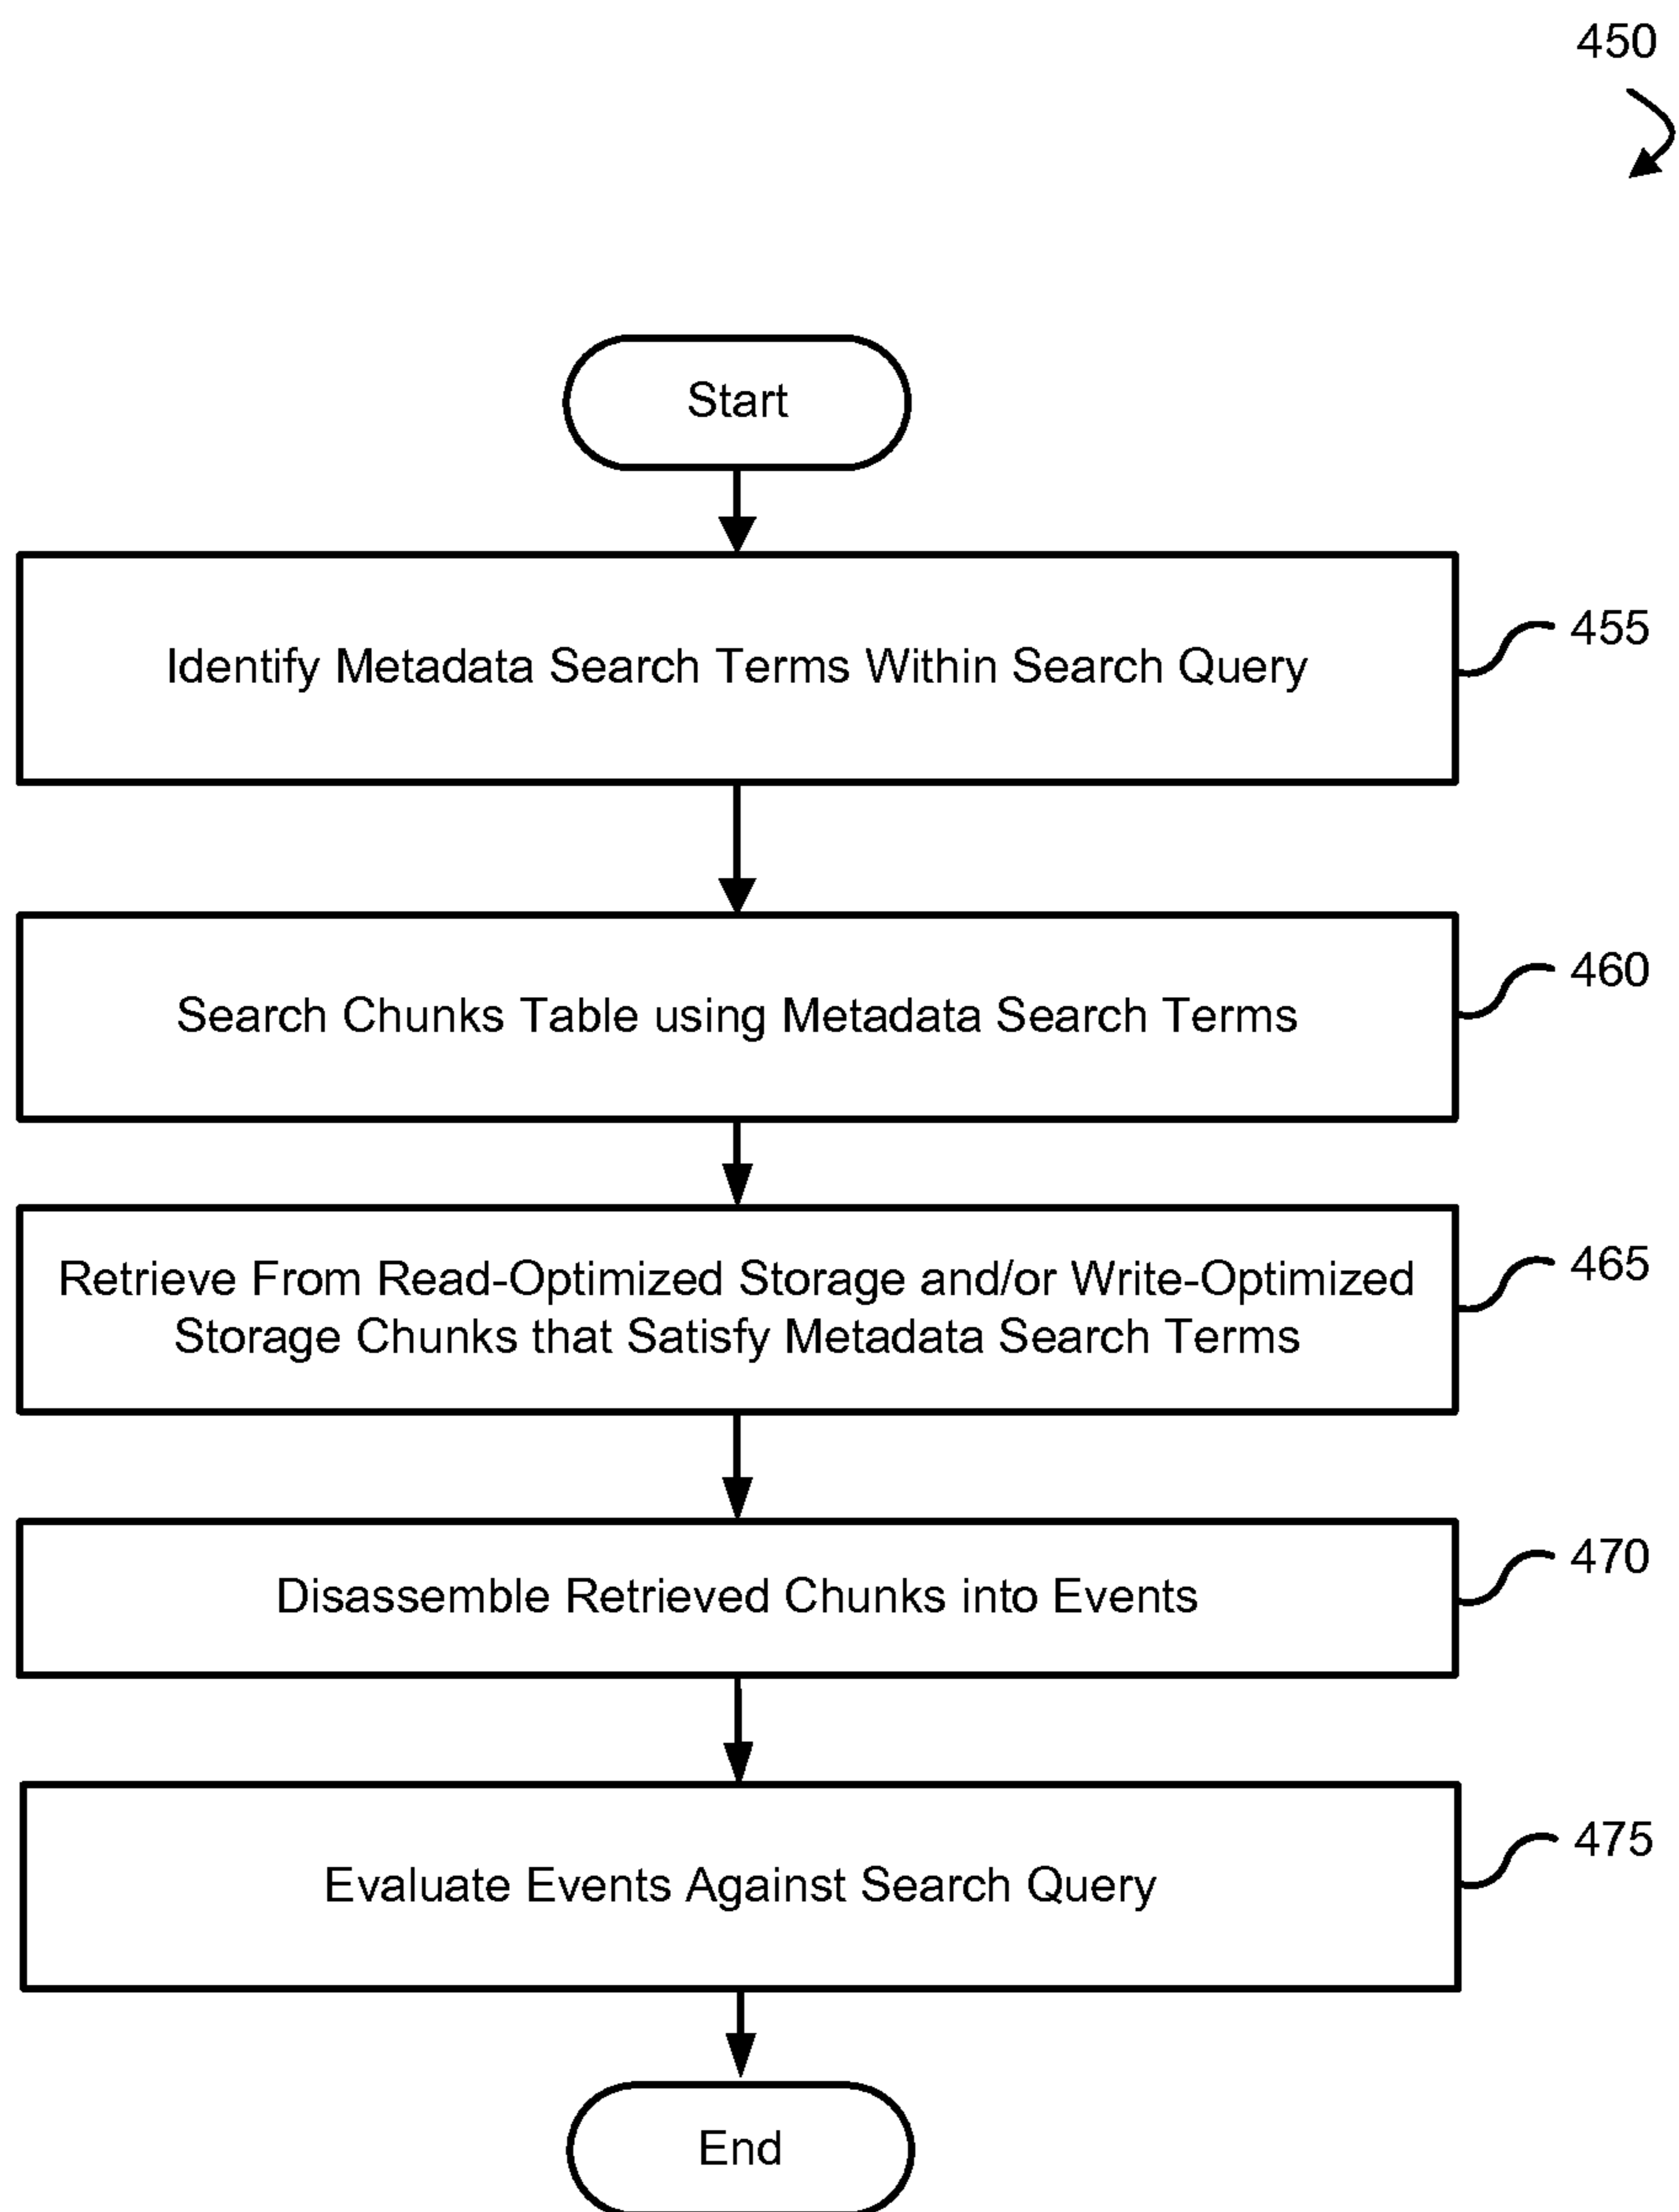 450
Start
Identify Metadata Search Terms Within Search Query
455
Search Chunks Table using Metadata Search Terms
460
Retrieve From Read-Optimized Storage and/or Write-Optimized
Storage Chunks that Satisfy Metadata Search Terms
465
Disassemble Retrieved Chunks into Events
470
Evaluate Events Against Search Query
475
End